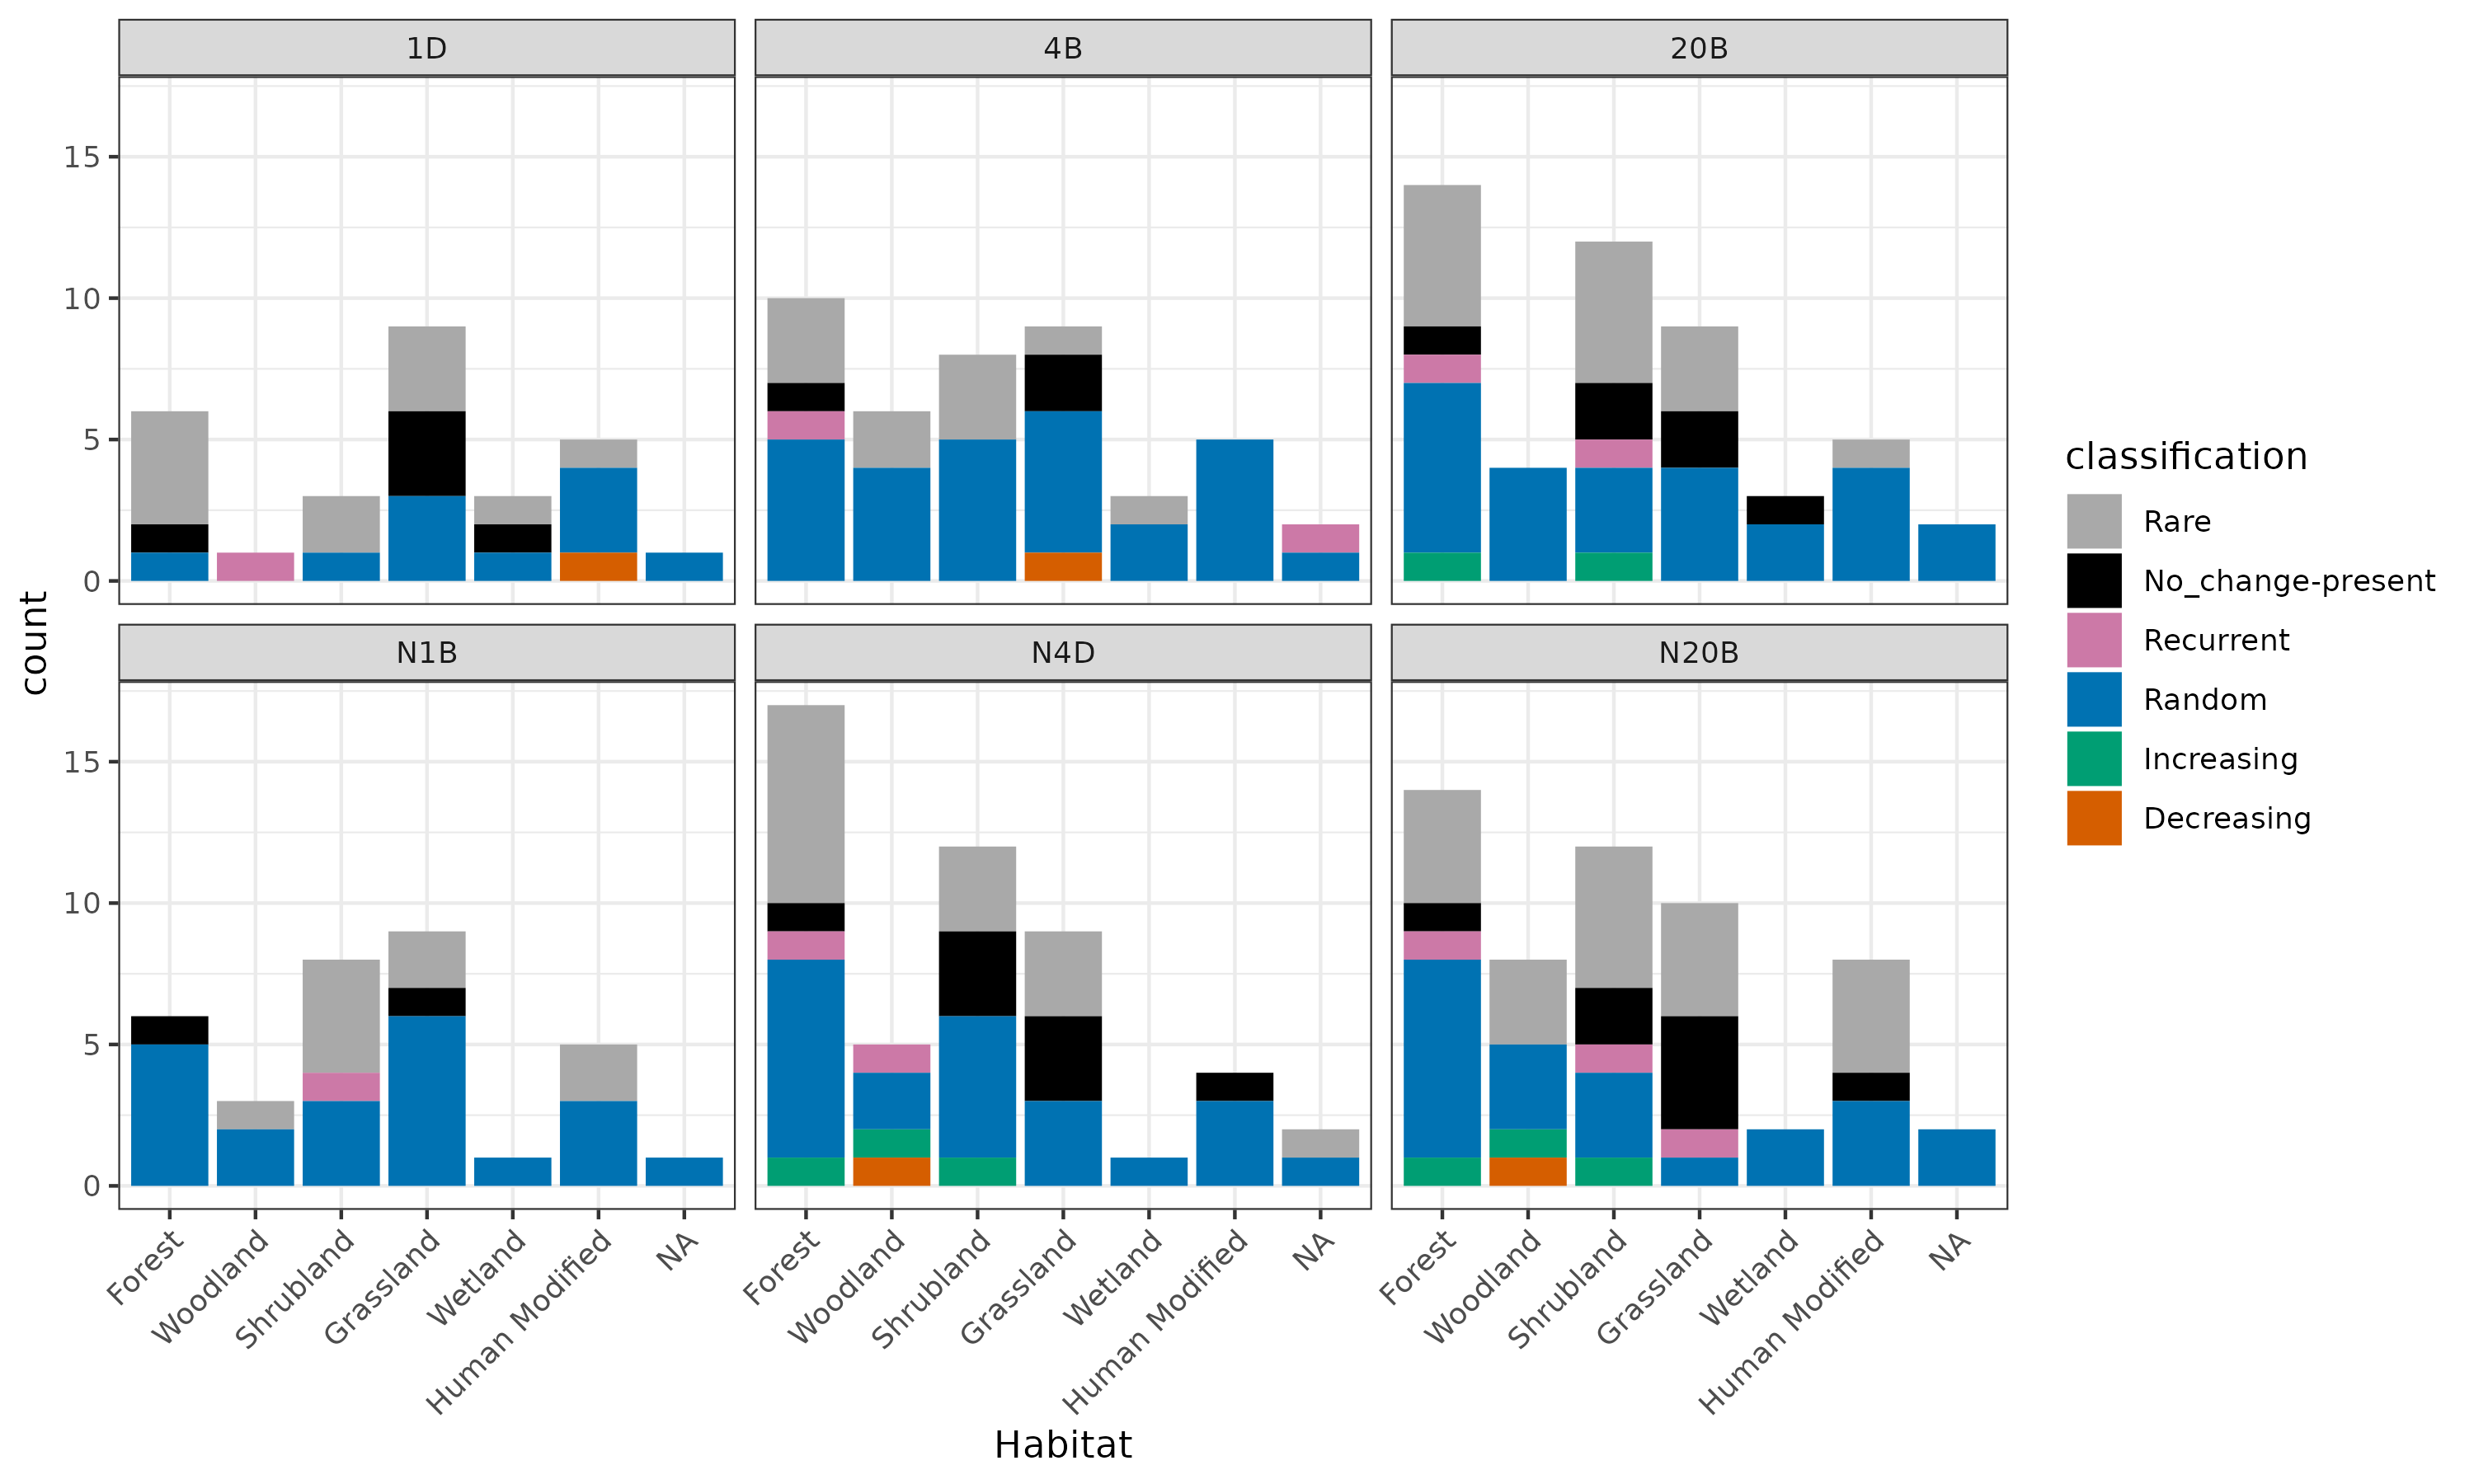 1D
4B
20B
15
10
5
0
N1B
N4D
N20B
15
10
5
0
count
Forest
Woodland
Shrubland
Grassland
Wetland
Human Modified
NA
Forest
Woodland
Shrubland
Grassland
Wetland
Human Modified
NA
Forest
Woodland
Shrubland
Grassland
Wetland
Human Modified
NA
Habitat
classification
Rare
No_change-present
Recurrent
Random
Increasing
Decreasing